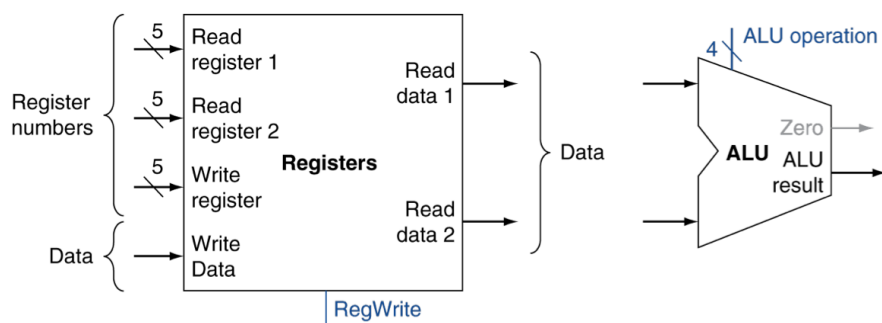 Register
numbers
Data
5
Read
register 1
5
Read
register 2
5
Write
register
Write
Data
Registers
Read
data 1
Read
data 2
RegWrite
Data
4
ALU operation
Zero
ALU
ALU
result